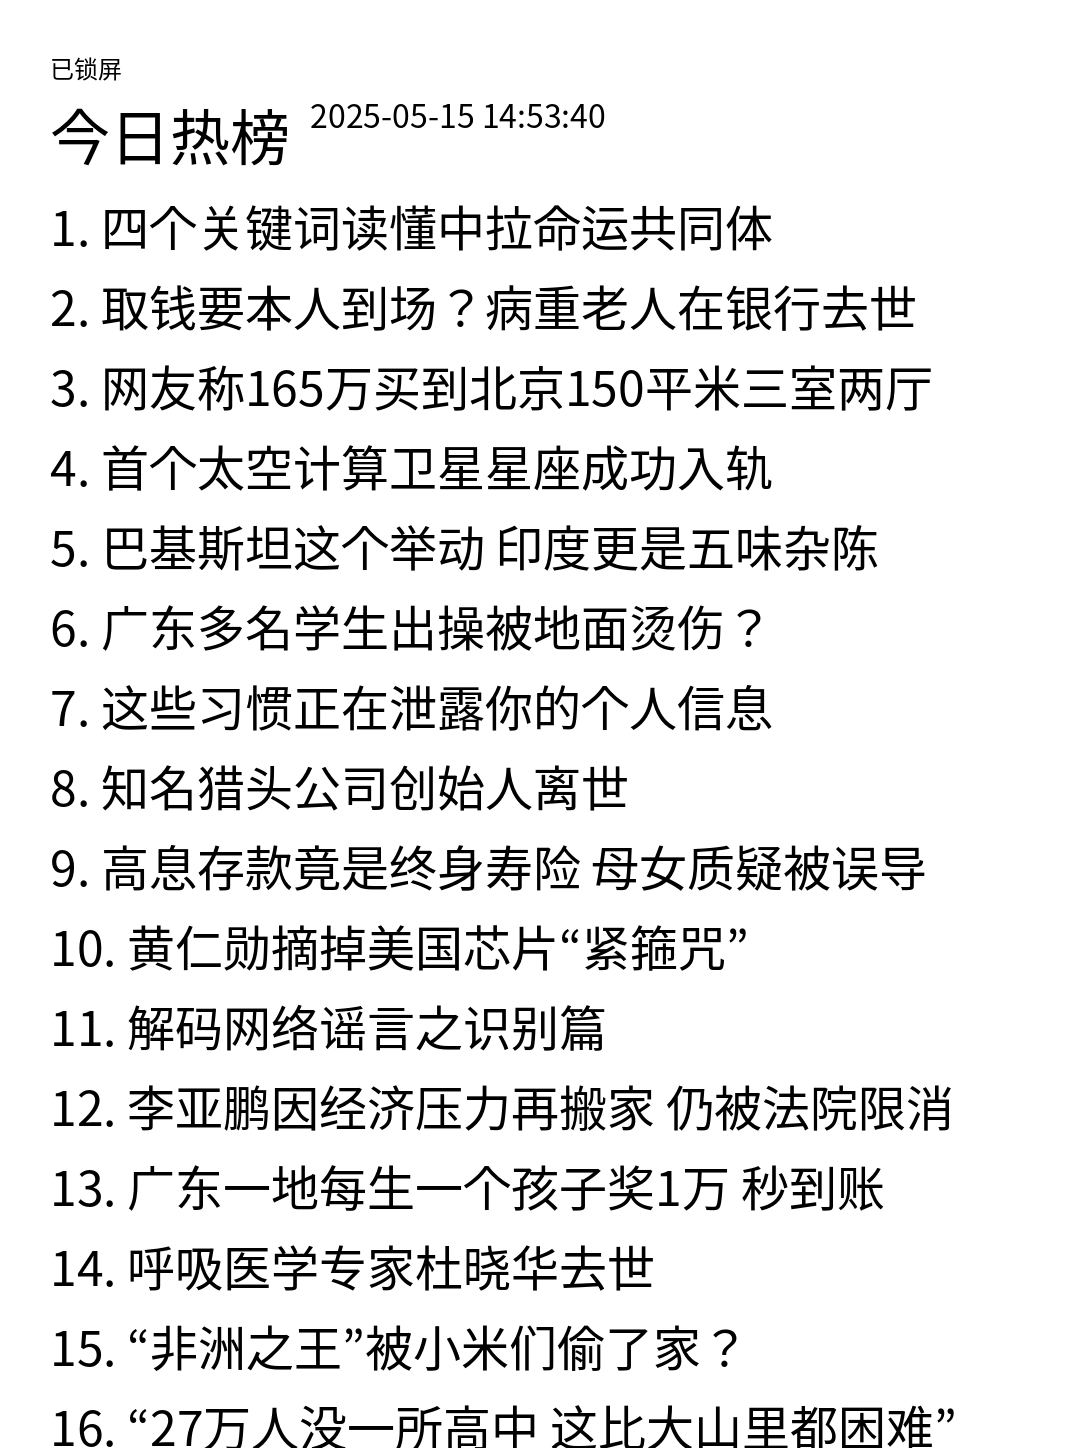 已锁屏
今日热榜 2025-05-15 14:53:40
1. 四个关键词读懂中拉命运共同体
2. 取钱要本人到场？病重老人在银行去世
3. 网友称165万买到北京150平米三室两厅
4. 首个太空计算卫星星座成功入轨
5. 巴基斯坦这个举动 印度更是五味杂陈
6. 广东多名学生出操被地面烫伤？
7. 这些习惯正在泄露你的个人信息
8. 知名猎头公司创始人离世
9. 高息存款竟是终身寿险 母女质疑被误导
10. 黄仁勋摘掉美国芯片“紧箍咒”
11. 解码网络谣言之识别篇
12. 李亚鹏因经济压力再搬家 仍被法院限消
13. 广东一地每生一个孩子奖1万 秒到账
14. 呼吸医学专家杜晓华去世
15. “非洲之王”被小米们偷了家？
16. “27万人没一所高中 这比大山里都困难”